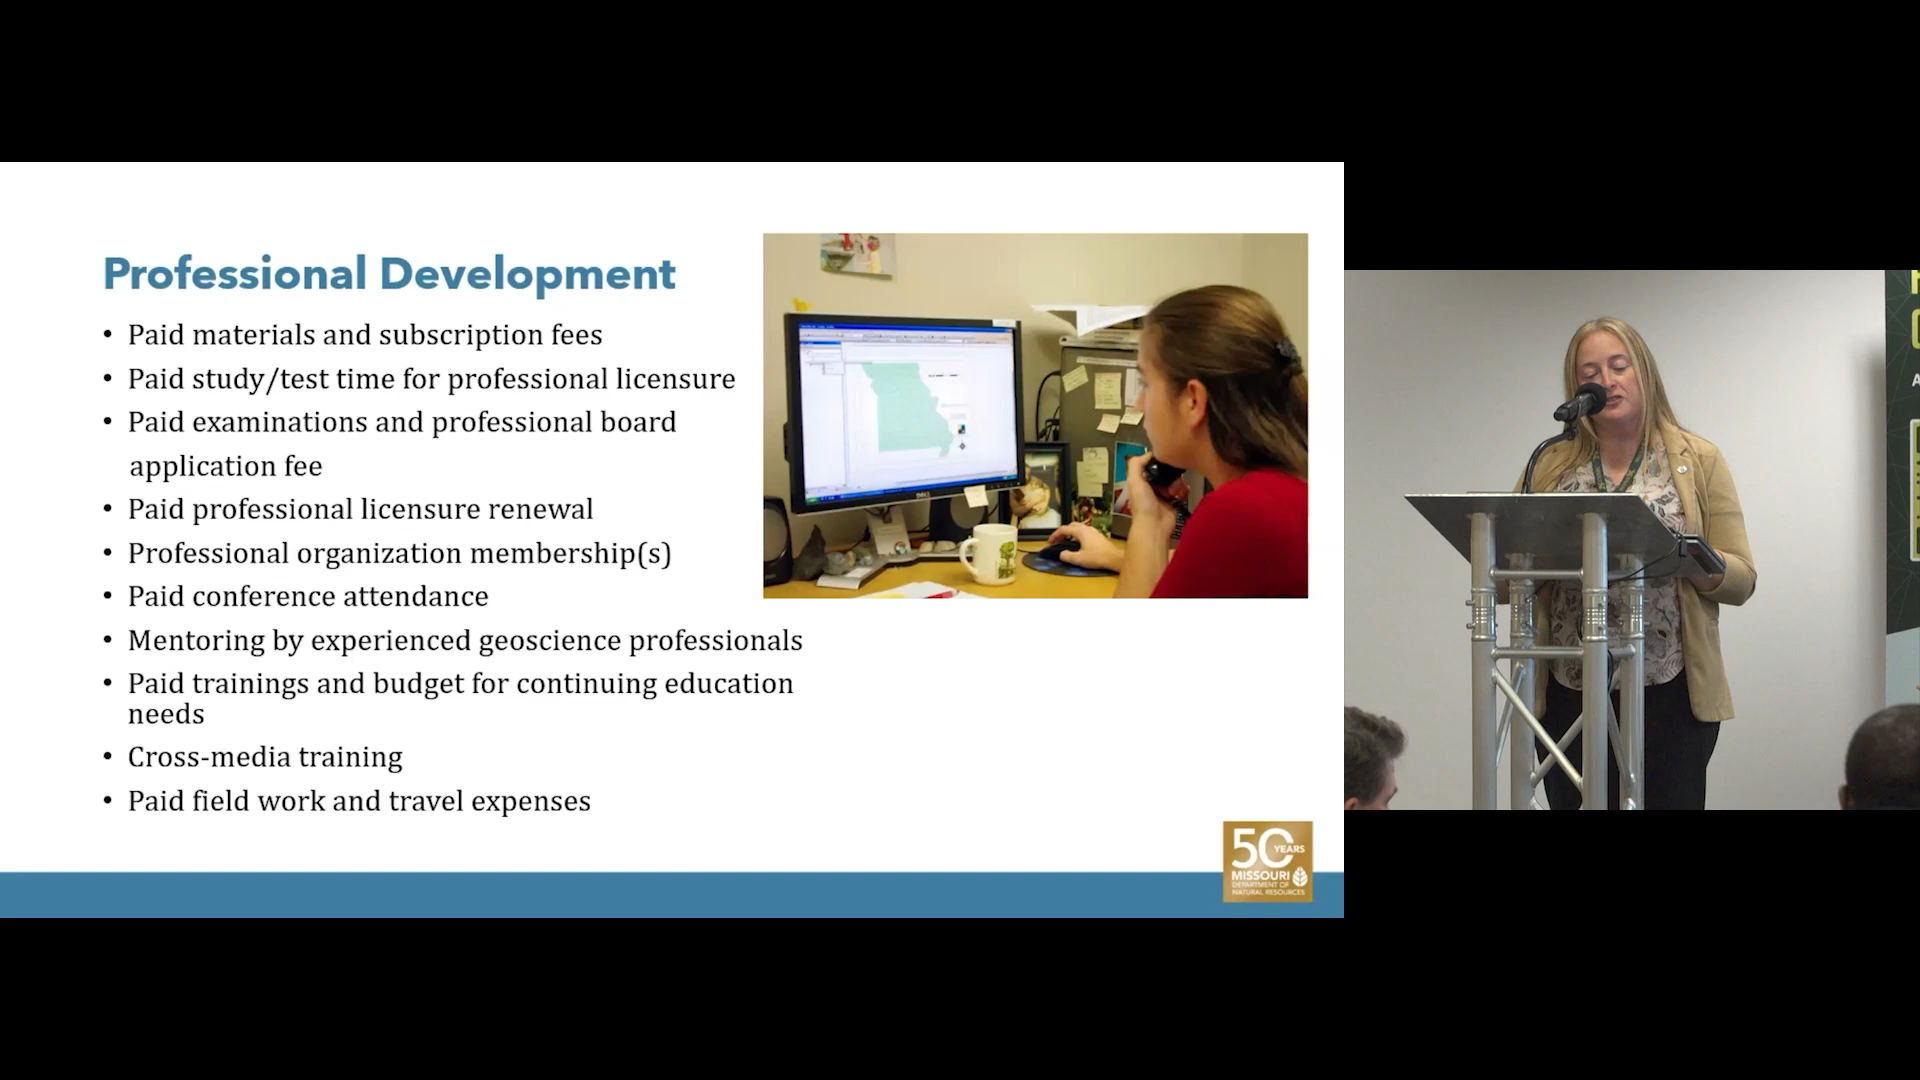 Professional Development
• Paid materials and subscription fees
• Paid study/test time for professional licensure
• Paid examinations and professional board
application fee
• Paid professional licensure renewal
• Professional organization membership(s)
• Paid conference attendance
• Mentoring by experienced geoscience professionals
• Paid trainings and budget for continuing education
needs
• Cross-media training
• Paid field work and travel expenses
50
YEARS
MISSOURI
DEPARTMENT OF
NATURAL RESOURCES
DELL